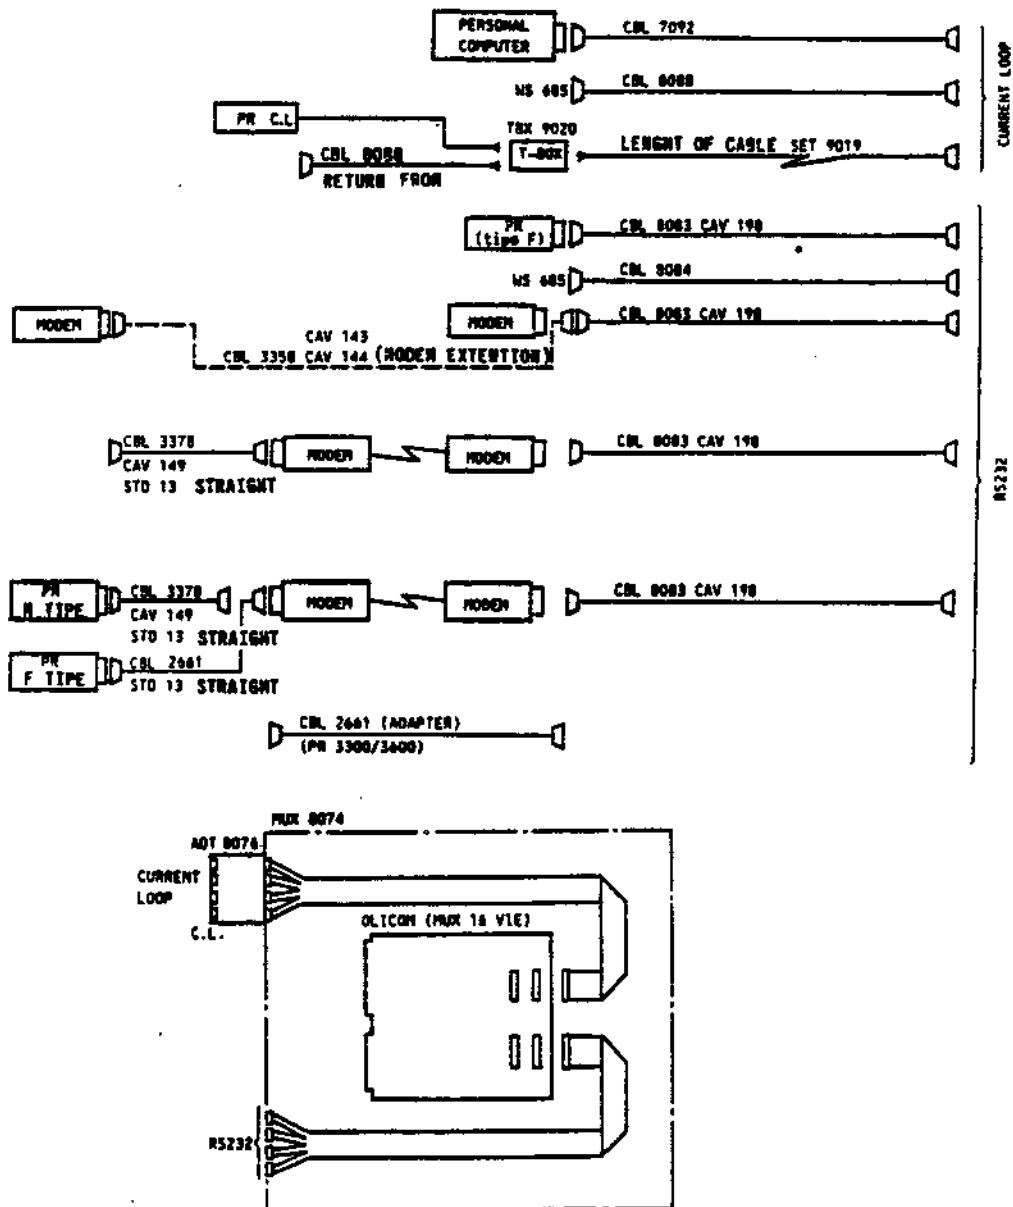 PERSONAL
COMPUTER
CBL 7092
WS 685
CBL 8088
PR C.L.
TBX 9020
T-BOX
LENGHT OF CABLE SET 9019
CBL 8088
RETURN FROM
CURRENT LOOP
PR
(tipo F)
CBL 8083 CAV 198
WS 685
CBL 8084
MODEM
MODEM
CBL 8083 CAV 198
CAV 143
CBL 3358 CAV 144 (MODEM EXTENTION)
CBL 3378
MODEM
MODEM
CBL 8083 CAV 198
CAV 149
STD 13 STRAIGHT
RS232
PR
N.TIPE
CBL 3378
MODEM
MODEM
CBL 8083 CAV 198
CAV 149
STD 13 STRAIGHT
PR
F TIPE
CBL 2661
STD 13 STRAIGHT
CBL 2661 (ADAPTER)
(PR 3300/3600)
MUX 8074
ADT 8076
CURRENT
LOOP
C.L.
OLICOM (MUX 16 VIE)
RS232